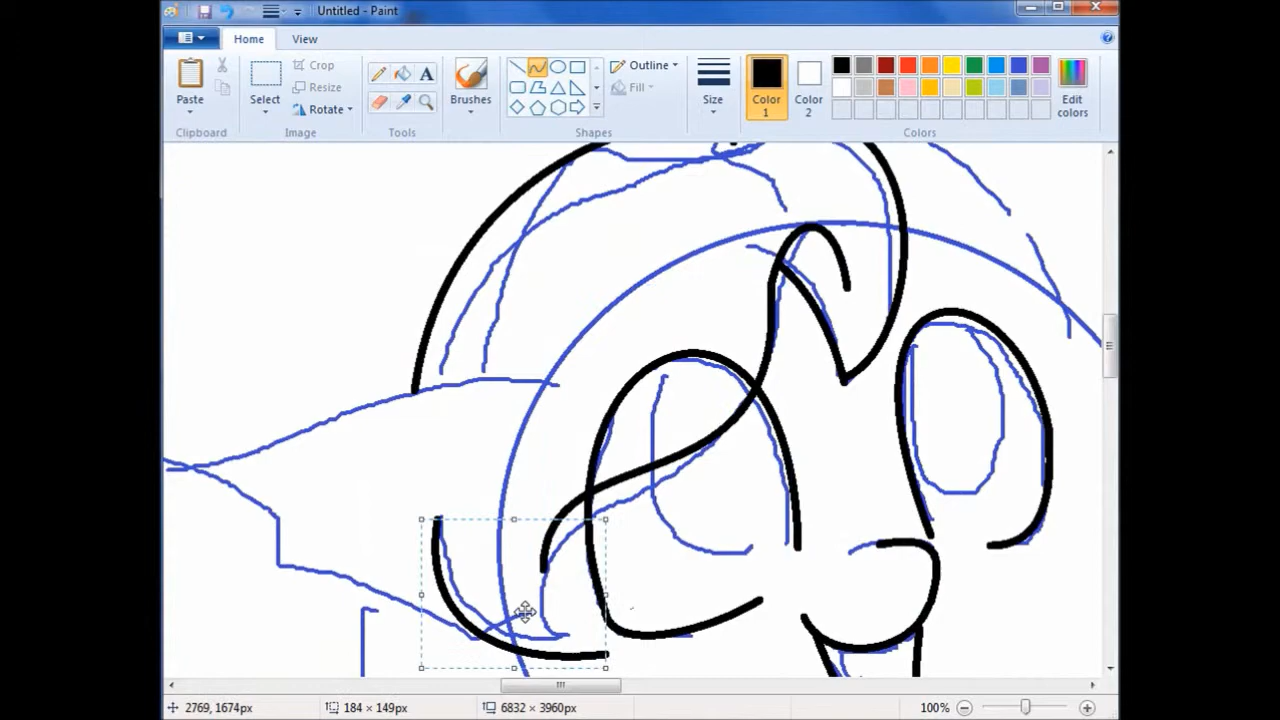 Untitled - Paint
Home View
Paste
Select
Crop
Resize
Rotate
A
Brushes
Outline
Fill
Size
Color 1
Color 2
Edit colors
Clipboard Image Tools Shapes Colors
2769, 1674px 184 × 149px 6832 × 3960px 100%